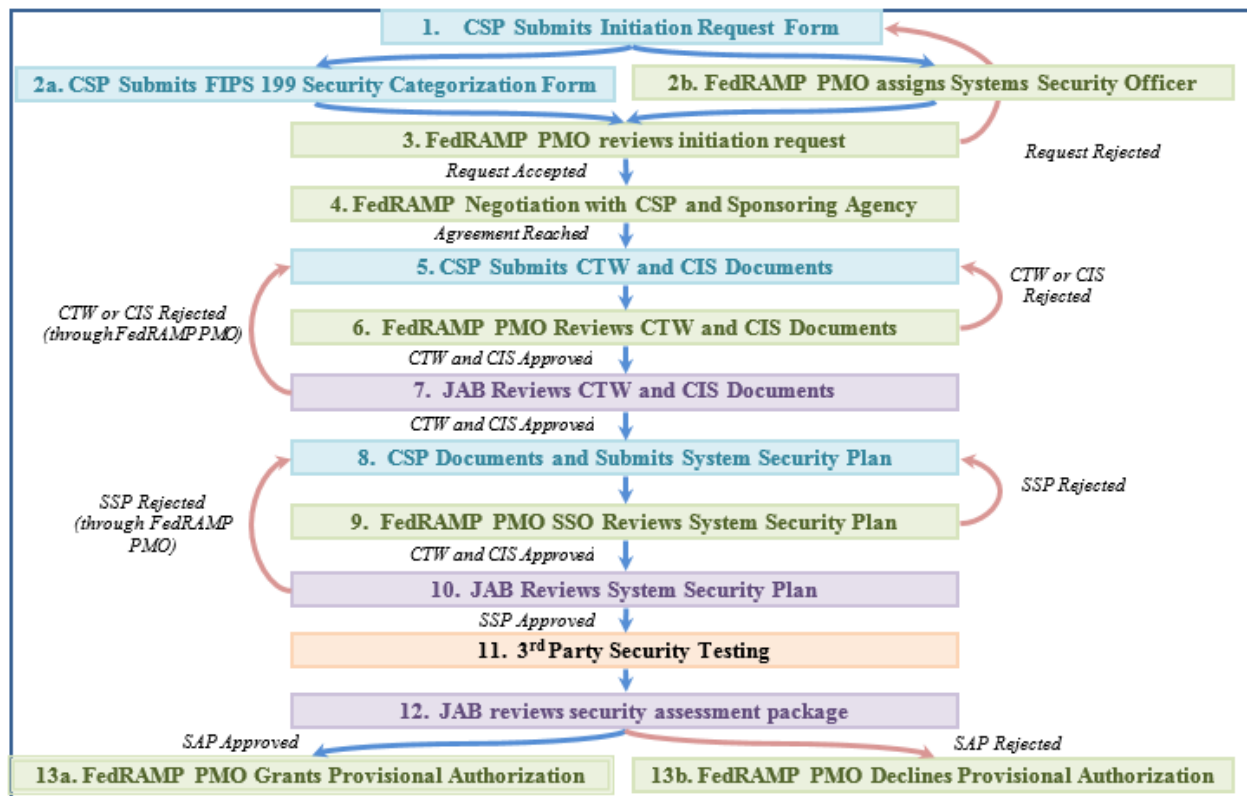 1. CSP Submits Initiation Request Form
2a. CSP Submits FIPS 199 Security Categorization Form
2b. FedRAMP PMO assigns Systems Security Officer
3. FedRAMP PMO reviews initiation request
Request Rejected
Request Accepted
4. FedRAMP Negotiation with CSP and Sponsoring Agency
Agreement Reached
5. CSP Submits CTW and CIS Documents
CTW or CIS
Rejected
CTW or CIS Rejected
(through FedRAMP PMO)
6. FedRAMP PMO Reviews CTW and CIS Documents
CTW and CIS Approved
7. JAB Reviews CTW and CIS Documents
CTW and CIS Approved
8. CSP Documents and Submits System Security Plan
SSP Rejected
SSP Rejected
(through FedRAMP
PMO)
9. FedRAMP PMO SSO Reviews System Security Plan
CTW and CIS Approved
10. JAB Reviews System Security Plan
SSP Approved
11. 3rd Party Security Testing
12. JAB reviews security assessment package
SAP Approved
SAP Rejected
13a. FedRAMP PMO Grants Provisional Authorization
13b. FedRAMP PMO Declines Provisional Authorization